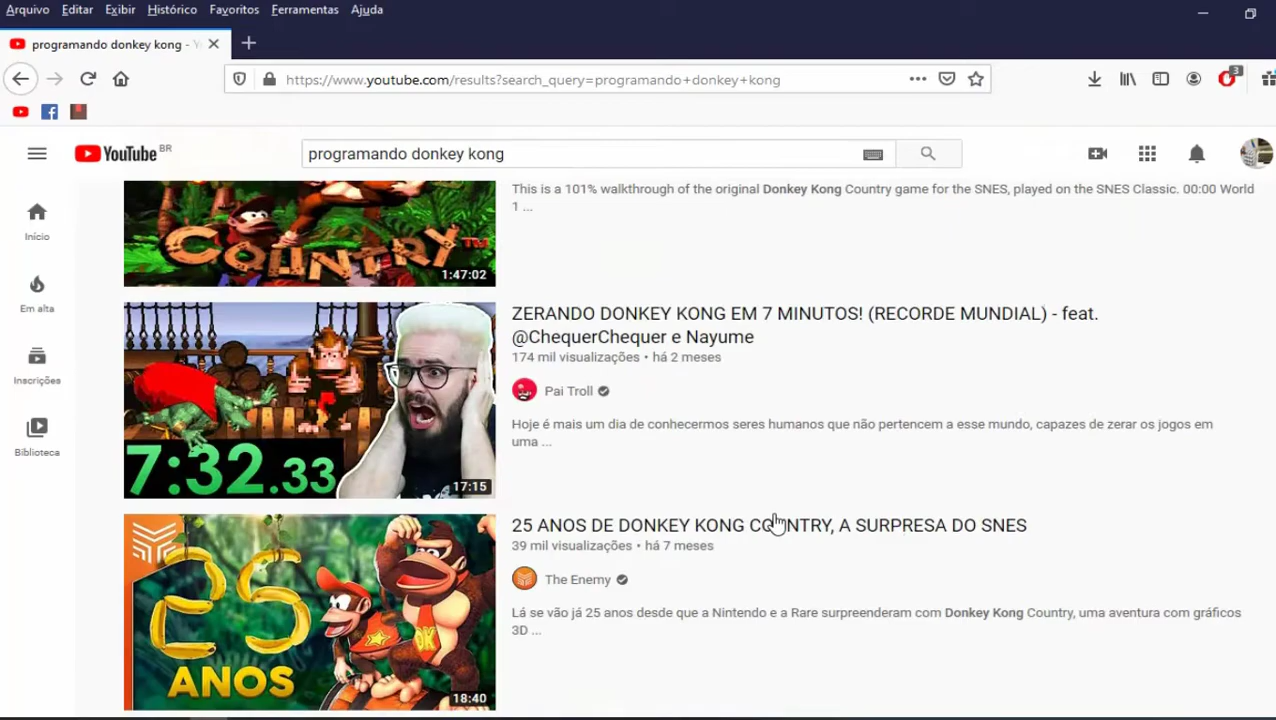 Arquivo Editar Exibir Histórico Favoritos Ferramentas Ajuda
programando donkey kong - Y
https://www.youtube.com/results?search_query=programando+donkey+kong
3
YouTube BR
programando donkey kong
Início
Em alta
Inscrições
Biblioteca
COUNTRY TM
1:47:02
This is a 101% walkthrough of the original Donkey Kong Country game for the SNES, played on the SNES Classic. 00:00 World
1 ...
7:32.33
17:15
ZERANDO DONKEY KONG EM 7 MINUTOS! (RECORDE MUNDIAL) - feat.
@ChequerChequer e Nayume
174 mil visualizações • há 2 meses
Pai Troll
Hoje é mais um dia de conhecermos seres humanos que não pertencem a esse mundo, capazes de zerar os jogos em
uma ...
25
ANOS
DK
18:40
25 ANOS DE DONKEY KONG COUNTRY, A SURPRESA DO SNES
39 mil visualizações • há 7 meses
The Enemy
Lá se vão já 25 anos desde que a Nintendo e a Rare surpreenderam com Donkey Kong Country, uma aventura com gráficos
3D ...